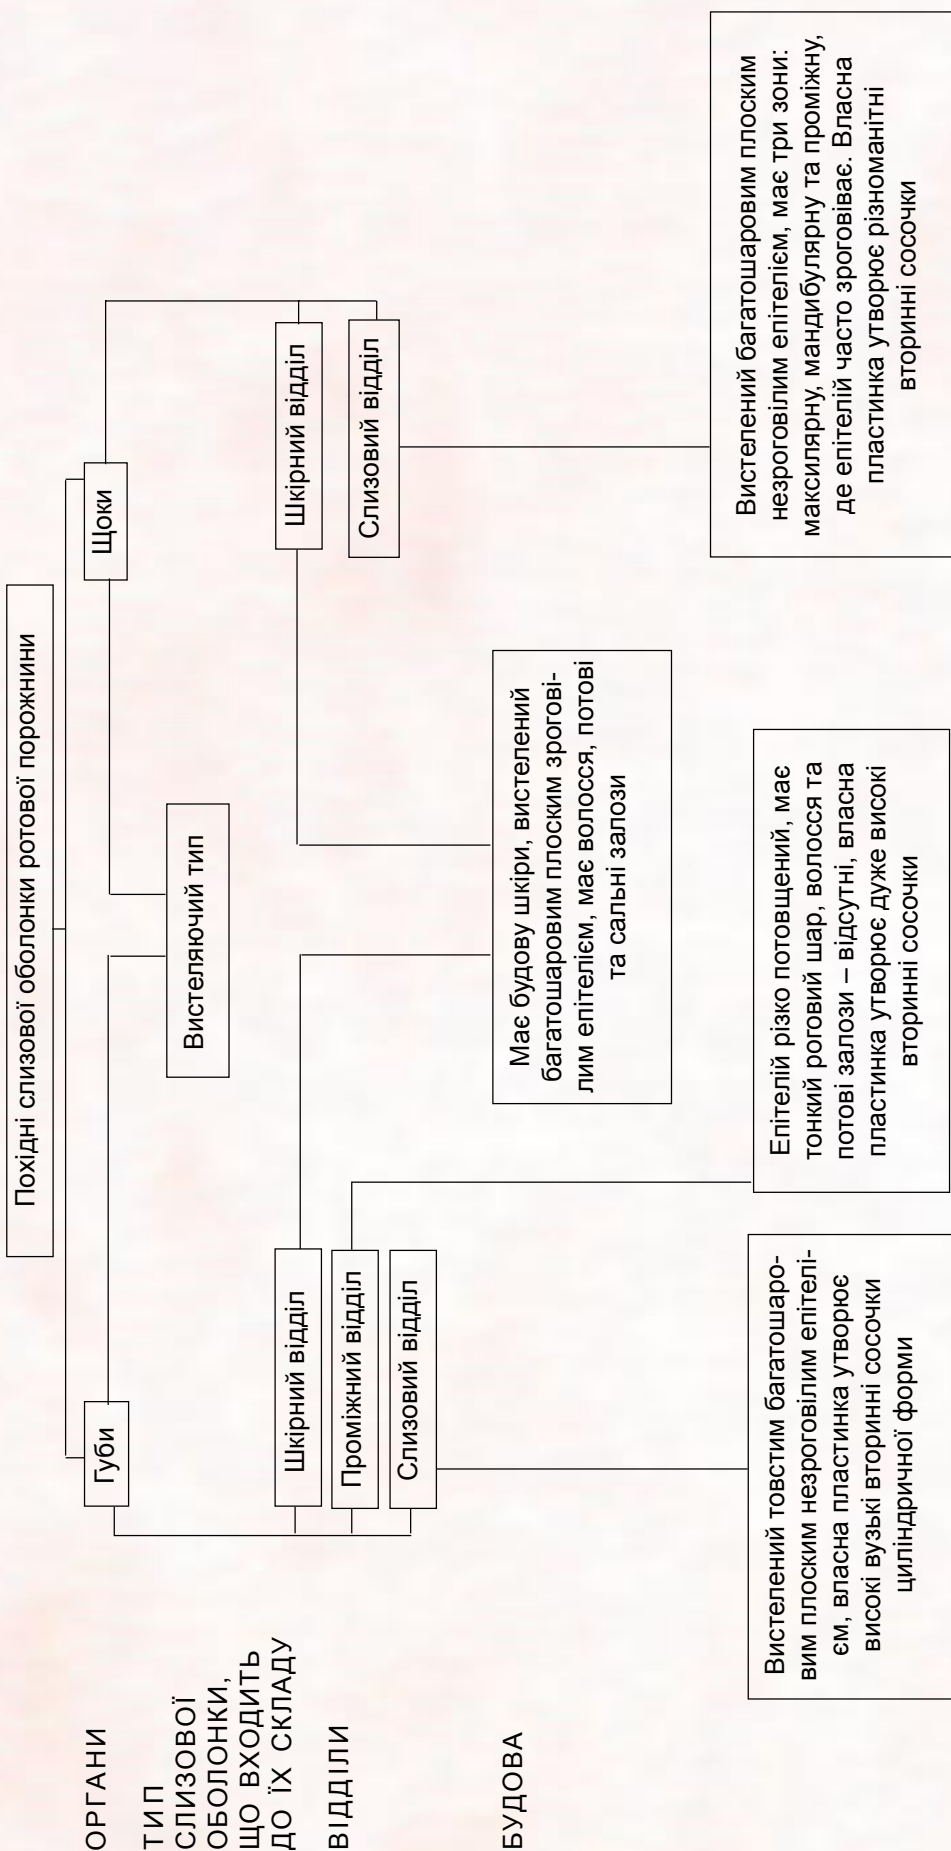 Похідні слизової оболонки ротової порожнини
ОРГАНИ
Губи
Щоки
ТИП
СЛИЗОВОЇ
ОБОЛОНКИ,
ЩО ВХОДИТЬ
ДО ЇХ СКЛАДУ
Вистеляючий тип
ВІДДІЛИ
Шкірний відділ
Проміжний відділ
Слизовий відділ
Шкірний відділ
Слизовий відділ
БУДОВА
Має будову шкіри, вистелений
багатошаровим плоским зрогові-
лим епітелієм, має волосся, потові
та сальні залози
Вистелений товстим багатошаро-
вим плоским незроговілим епітелі-
єм, власна пластинка утворює
високі вузькі вторинні сосочки
циліндричної форми
Епітелій різко потовщений, має
тонкий роговий шар, волосся та
потові залози – відсутні, власна
пластинка утворює дуже високі
вторинні сосочки
Вистелений багатошаровим плоским
незроговілим епітелієм, має три зони:
максилярну, мандибулярну та проміжну,
де епітелій часто зроговіває. Власна
пластинка утворює різноманітні
вторинні сосочки